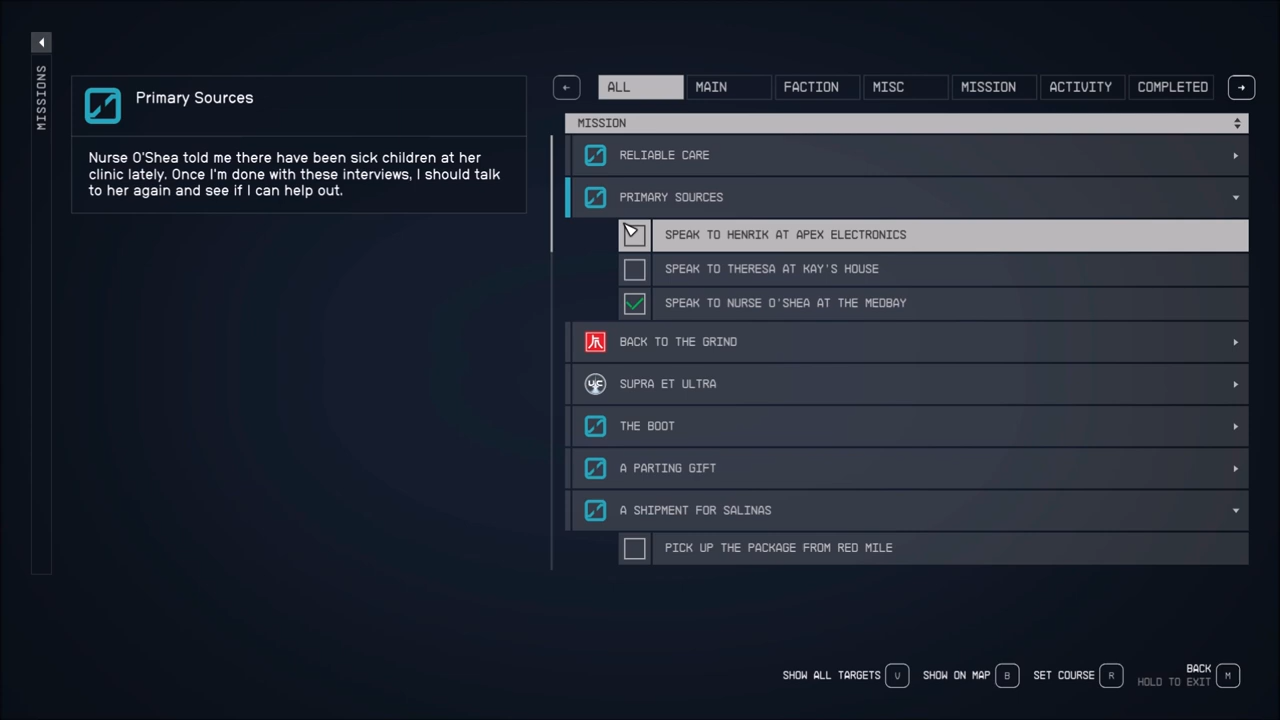 MISSIONS
Primary Sources
Nurse O'Shea told me there have been sick children at her
clinic lately. Once I'm done with these interviews, I should talk
to her again and see if I can help out.
ALL
MAIN
FACTION
MISC
MISSION
ACTIVITY
COMPLETED
MISSION
RELIABLE CARE
PRIMARY SOURCES
SPEAK TO HENRIK AT APEX ELECTRONICS
SPEAK TO THERESA AT KAY'S HOUSE
SPEAK TO NURSE O'SHEA AT THE MEDBAY
BACK TO THE GRIND
UC
SUPRA ET ULTRA
THE BOOT
A PARTING GIFT
A SHIPMENT FOR SALINAS
PICK UP THE PACKAGE FROM RED MILE
SHOW ALL TARGETS V
SHOW ON MAP B
SET COURSE R
BACK
HOLD TO EXIT
M